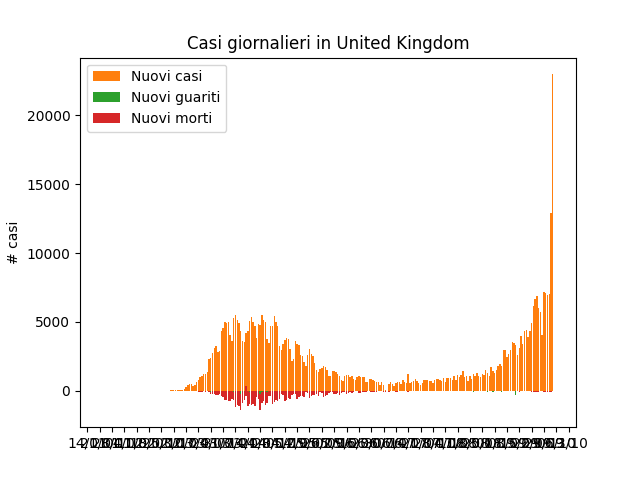 Casi giornalieri in United Kingdom
Nuovi casi
Nuovi guariti
Nuovi morti
# casi
20000
15000
10000
5000
0